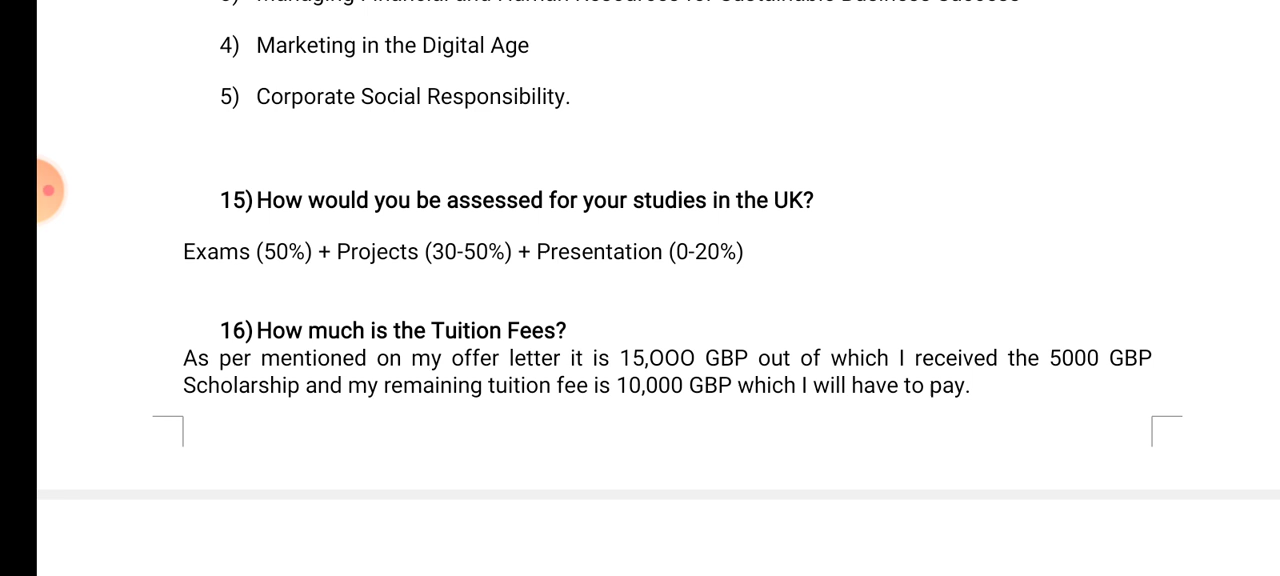 4) Marketing in the Digital Age
5) Corporate Social Responsibility.
15) How would you be assessed for your studies in the UK?
Exams (50%) + Projects (30-50%) + Presentation (0-20%)
16) How much is the Tuition Fees?
As per mentioned on my offer letter it is 15,OOO GBP out of which I received the 5000 GBP
Scholarship and my remaining tuition fee is 10,000 GBP which I will have to pay.